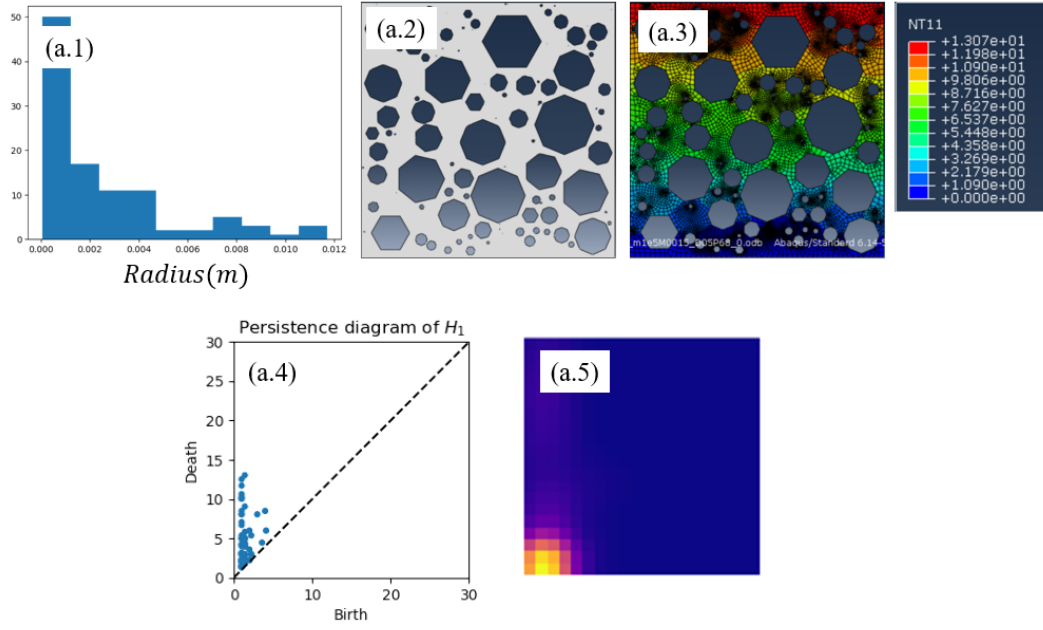 (a.1)
50
40
30
20
10
0
0.000 0.002 0.004 0.006 0.008 0.010 0.012
Radius(m)
(a.2)
(a.3)
_m1e5M0015_D05P68_0.odb Abaqus/Standard 6.14-5
NT11
+1.307e+01
+1.198e+01
+1.090e+01
+9.806e+00
+8.716e+00
+7.627e+00
+6.537e+00
+5.448e+00
+4.358e+00
+3.269e+00
+2.179e+00
+1.090e+00
+0.000e+00
Persistence diagram of H1
(a.4)
30
25
20
15
10
5
0
Death
0 10 20 30
Birth
(a.5)